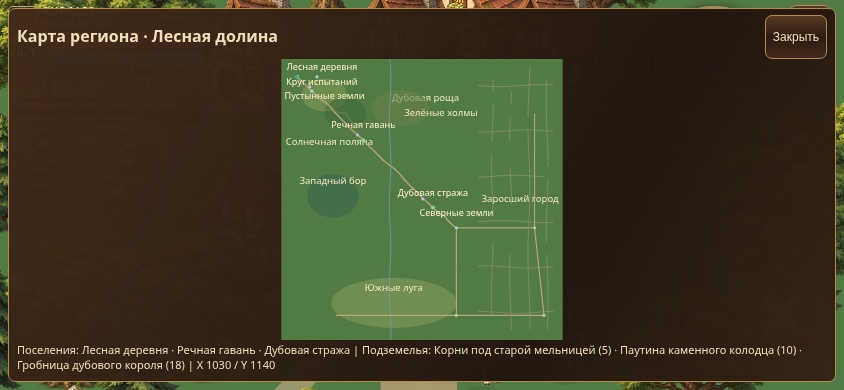 Карта региона · Лесная долина
Закрыть
Лесная деревня
Круг испытаний
Пустынные земли
Дубовая роща
Зелёные холмы
Речная гавань
Солнечная поляна
Западный бор
Дубовая стража
Заросший город
Северные земли
Южные луга
Поселения: Лесная деревня · Речная гавань · Дубовая стража | Подземелья: Корни под старой мельницей (5) · Паутина каменного колодца (10) ·
Гробница дубового короля (18) | X 1030 / Y 1140